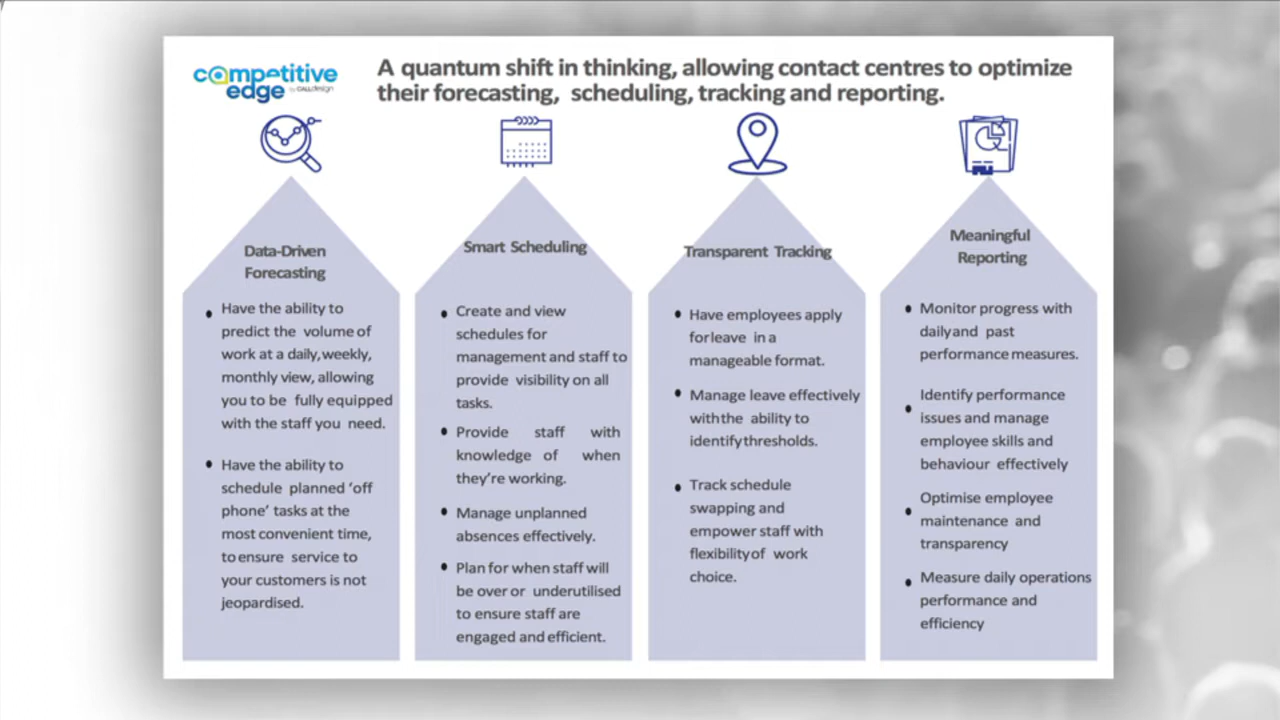 competitive
edge by CALLdesign
A quantum shift in thinking, allowing contact centres to optimize
their forecasting, scheduling, tracking and reporting.
Data-Driven
Forecasting
• Have the ability to
predict the volume of
work at a daily, weekly,
monthly view, allowing
you to be fully equipped
with the staff you need.
• Have the ability to
schedule planned ‘off
phone’ tasks at the
most convenient time,
to ensure service to
your customers is not
jeopardised.
Smart Scheduling
• Create and view
schedules for
management and staff to
provide visibility on all
tasks.
• Provide staff with
knowledge of when
they’re working.
• Manage unplanned
absences effectively.
• Plan for when staff will
be over or underutilised
to ensure staff are
engaged and efficient.
Transparent Tracking
• Have employees apply
for leave in a
manageable format.
• Manage leave effectively
with the ability to
identify thresholds.
• Track schedule
swapping and
empower staff with
flexibility of work
choice.
Meaningful
Reporting
• Monitor progress with
daily and past
performance measures.
• Identify performance
issues and manage
employee skills and
behaviour effectively
• Optimise employee
maintenance and
transparency
• Measure daily operations
performance and
efficiency